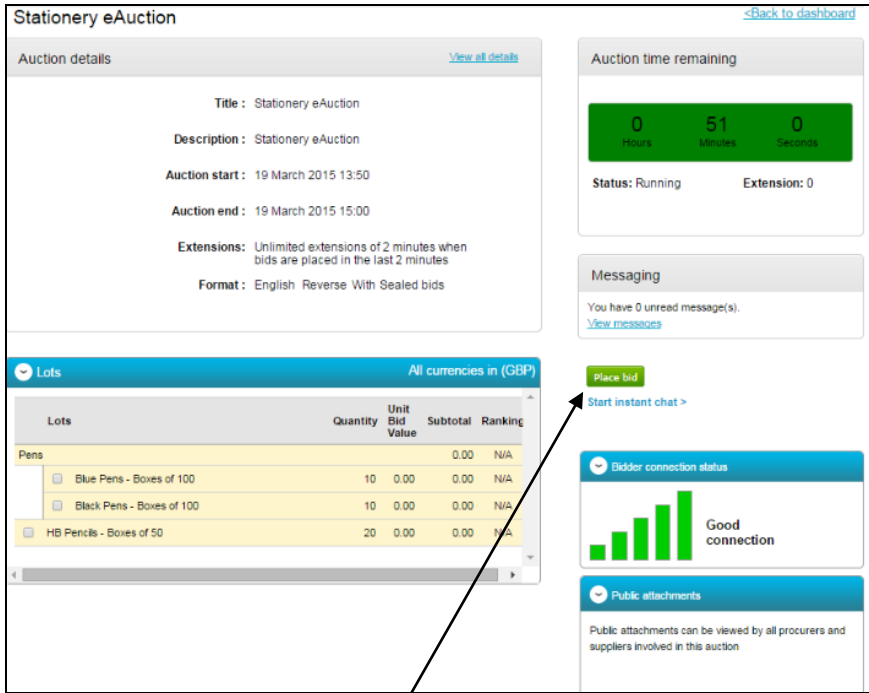 Stationery eAuction
<Back to dashboard
Auction details
View all details
Title : Stationery eAuction
Description : Stationery eAuction
Auction start : 19 March 2015 13:50
Auction end : 19 March 2015 15:00
Extensions: Unlimited extensions of 2 minutes when
bids are placed in the last 2 minutes
Format : English Reverse With Sealed bids
Auction time remaining
0 51 0
Hours Minutes Seconds
Status: Running Extension: 0
Messaging
You have 0 unread message(s).
View messages
Place bid
Start instant chat >
Lots All currencies in (GBP)
Lots Quantity Unit Bid Value Subtotal Ranking
Pens 0.00 N/A
Blue Pens - Boxes of 100 10 0.00 0.00 N/A
Black Pens - Boxes of 100 10 0.00 0.00 N/A
HB Pencils - Boxes of 50 20 0.00 0.00 N/A
Bidder connection status
Good
connection
Public attachments
Public attachments can be viewed by all procurers and
suppliers involved in this auction